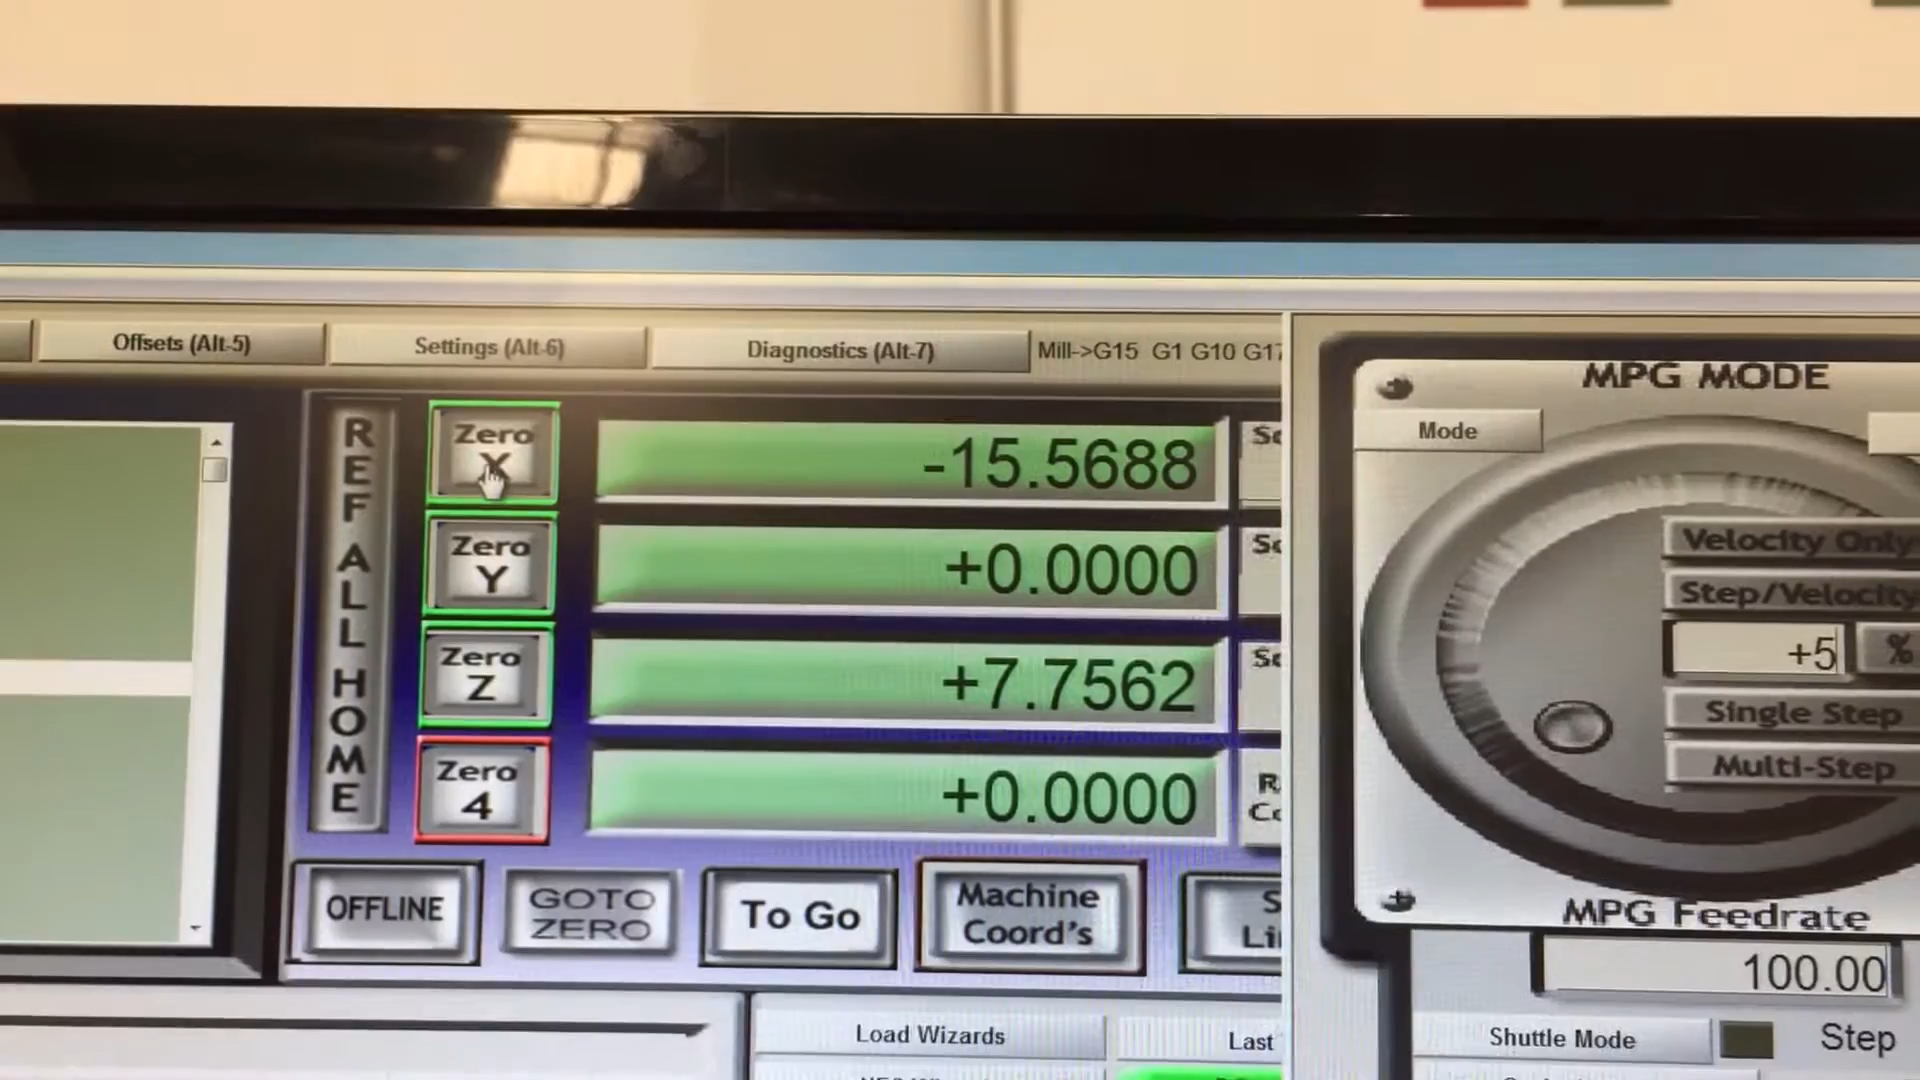 Offsets (Alt-5)
Settings (Alt-6)
Diagnostics (Alt-7)
Mill->G15 G1 G10 G17
REF ALL HOME
Zero
X
-15.5688
Zero
Y
+0.0000
Zero
Z
+7.7562
Zero
4
+0.0000
OFFLINE
GOTO
ZERO
To Go
Machine
Coord's
Load Wizards
Last
MPG MODE
Mode
Velocity Only
Step/Velocity
+5
%
Single Step
Multi-Step
MPG Feedrate
100.00
Shuttle Mode
Step